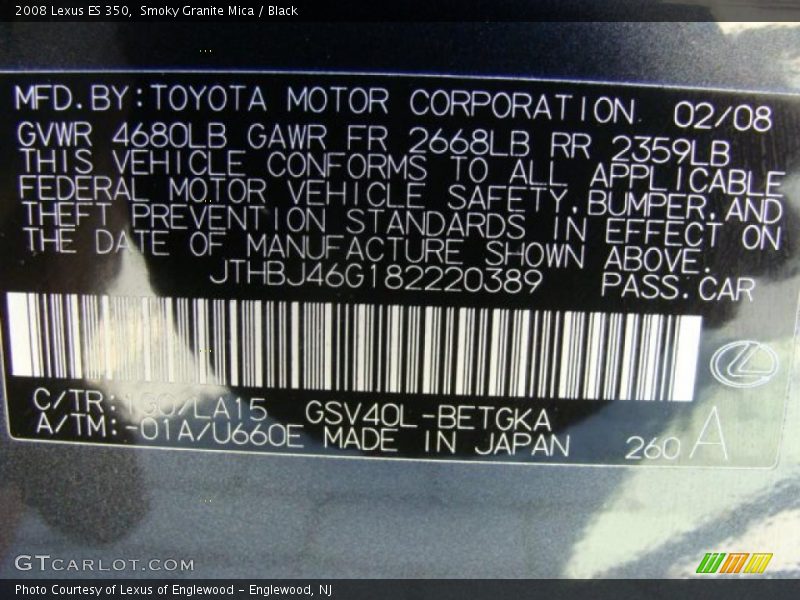 2008 Lexus ES 350,  Smoky Granite Mica / Black
MFD.BY:TOYOTA MOTOR CORPORATION 02/08
GVWR 4680LB GAWR FR 2668LB RR 2359LB
THIS VEHICLE CONFORMS TO ALL APPLICABLE
FEDERAL MOTOR VEHICLE SAFETY,BUMPER,AND
THEFT PREVENTION STANDARDS IN EFFECT ON
THE DATE OF MANUFACTURE SHOWN ABOVE.
JTHBJ46G182220389 PASS.CAR
C/TR:1G0/LA15 GSV40L-BETGKA
A/TM:-01A/U660E MADE IN JAPAN 260 A
GTCARLOT.COM
Photo Courtesy of Lexus of Englewood - Englewood, NJ